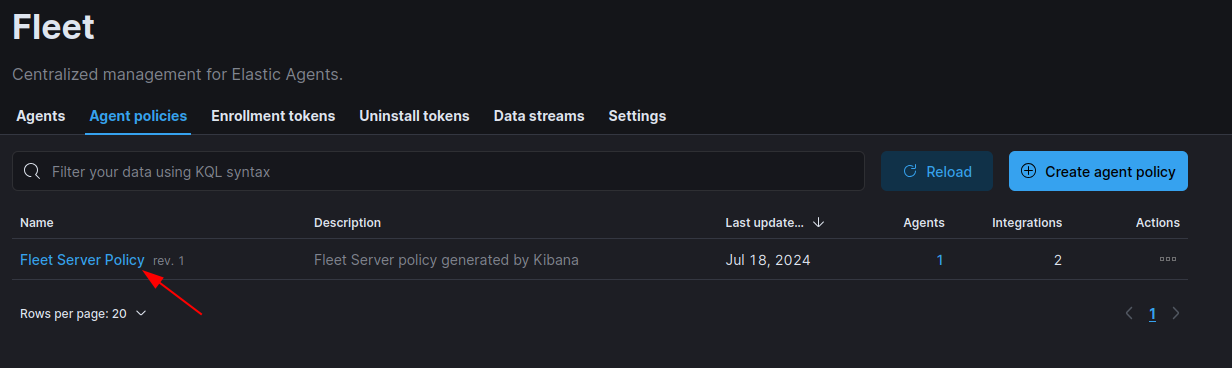 Fleet
Centralized management for Elastic Agents.
Agents Agent policies Enrollment tokens Uninstall tokens Data streams Settings
Filter your data using KQL syntax Reload Create agent policy
Name Description Last update... Agents Integrations Actions
Fleet Server Policy rev. 1 Fleet Server policy generated by Kibana Jul 18, 2024 1 2
Rows per page: 20 1